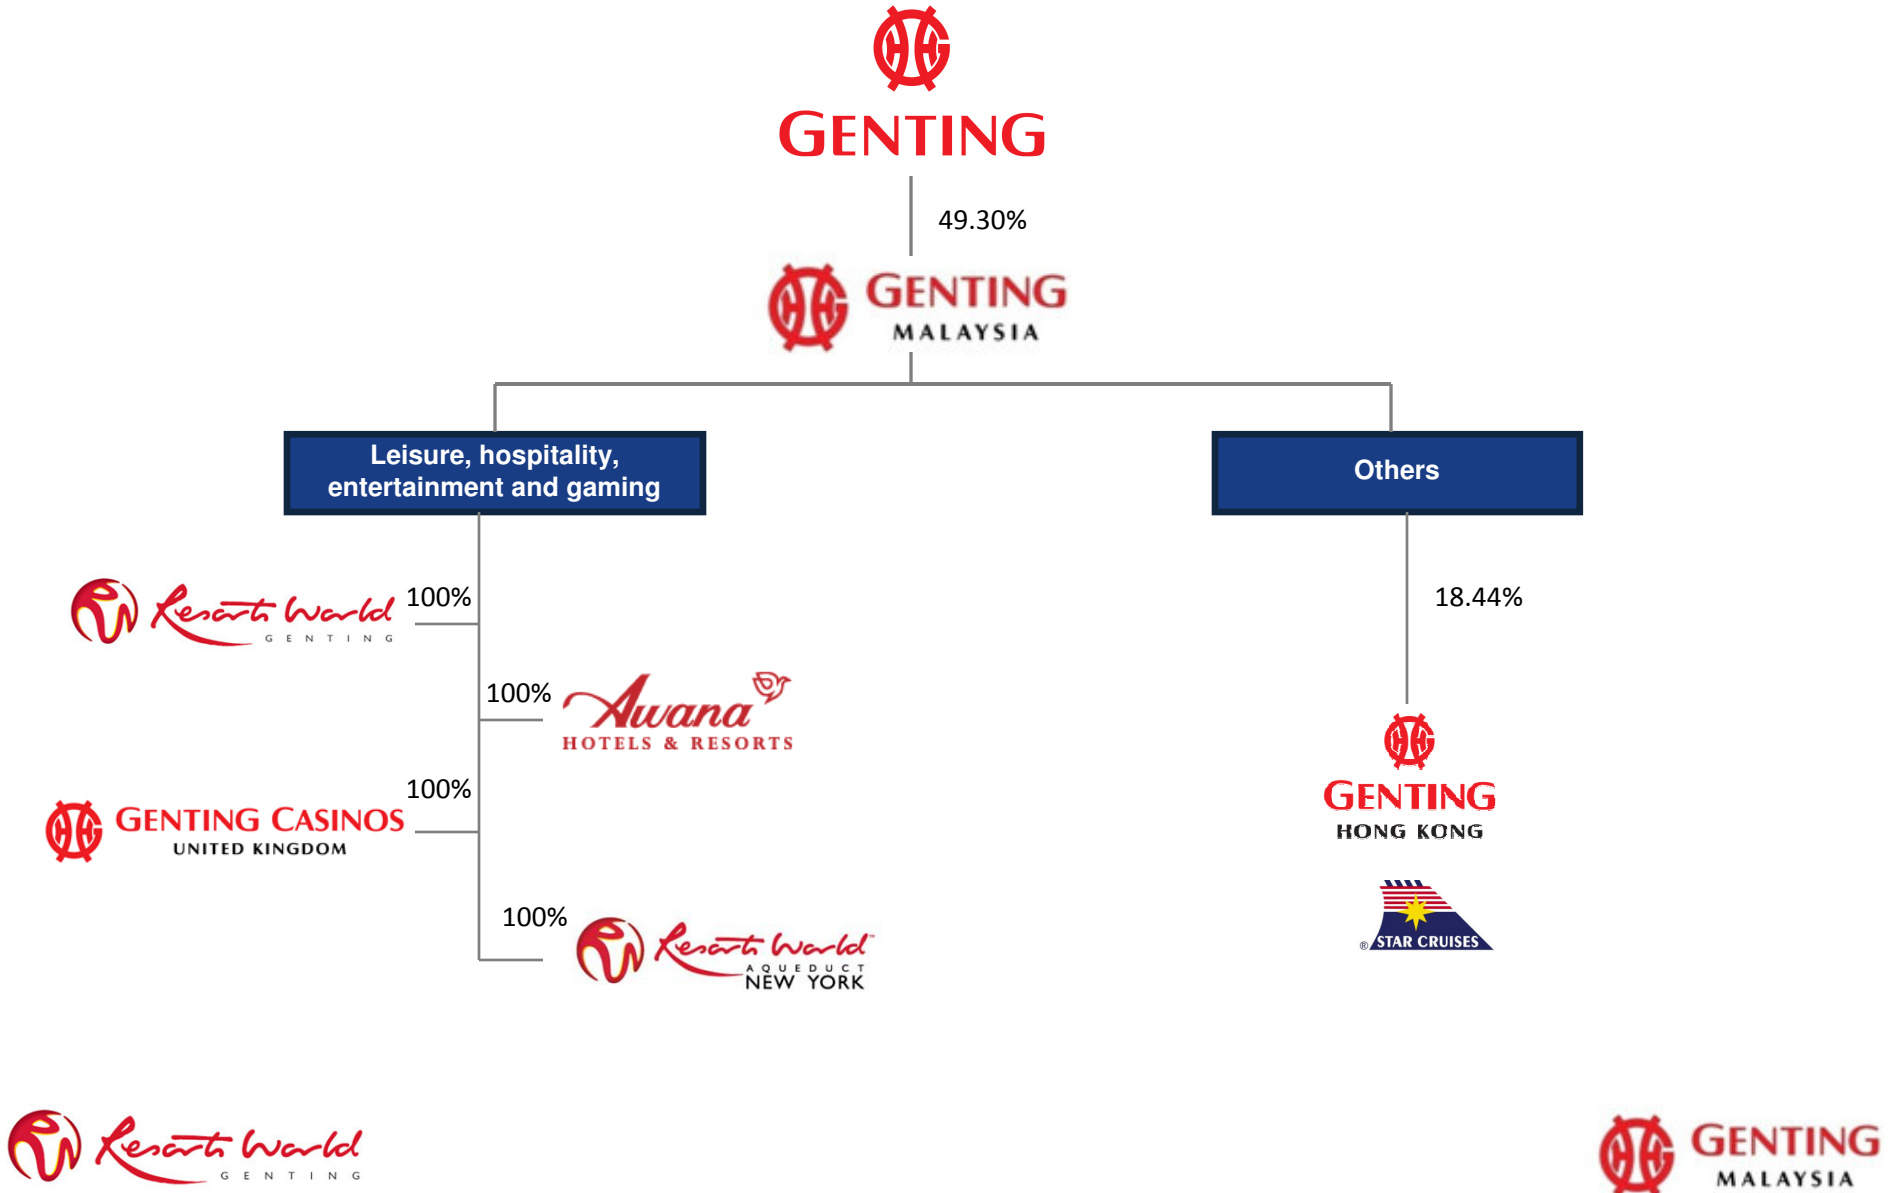 GENTING
49.30%
GENTING
MALAYSIA
Leisure, hospitality,
entertainment and gaming
Others
Resorts World
GENTING
100%
18.44%
100%
Awana
HOTELS & RESORTS
100%
GENTING CASINOS
UNITED KINGDOM
GENTING
HONG KONG
100%
Resorts World™
AQUEDUCT
NEW YORK
® STAR CRUISES
Resorts World
GENTING
GENTING
MALAYSIA